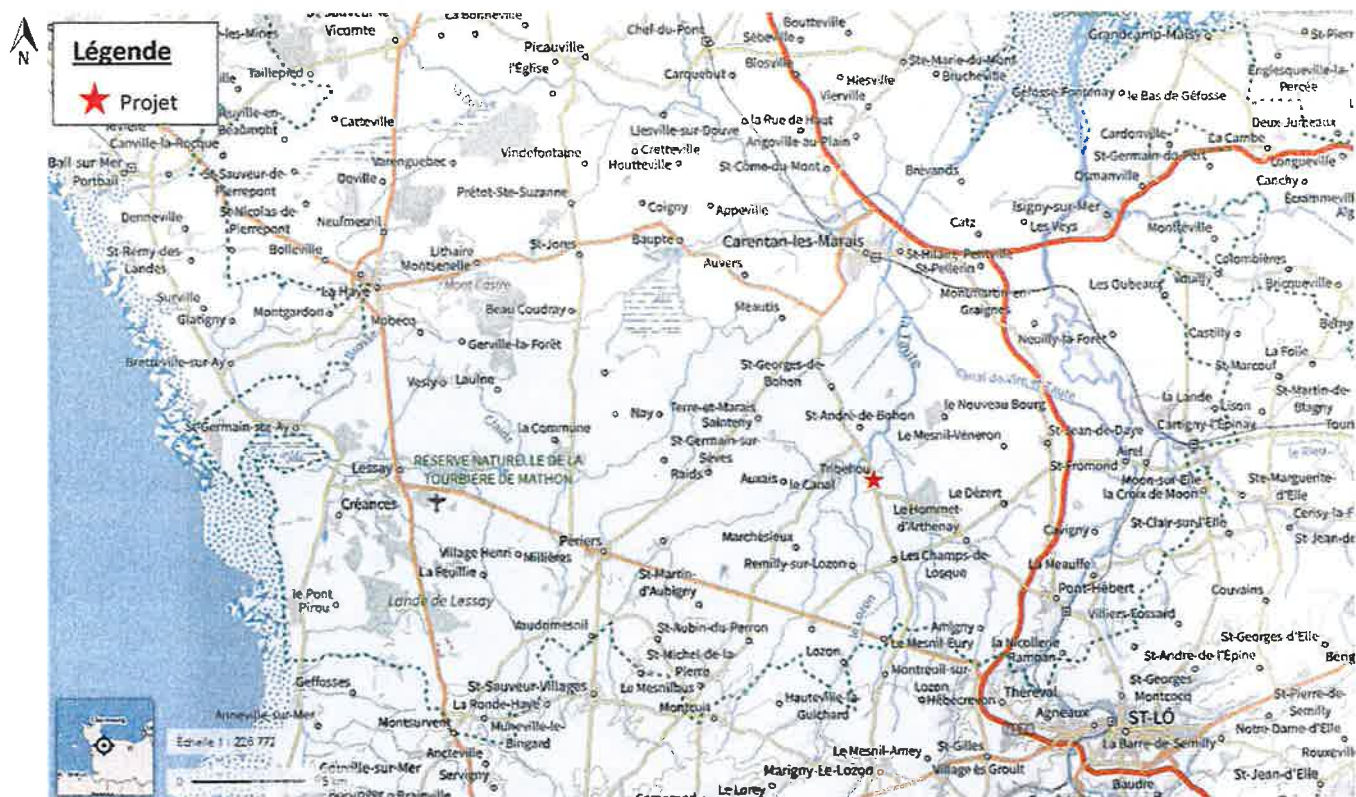 N
Légende
Projet
Vicomte
Picauville
l'Église
Chef-du-Pont
Boutteville
Sébeville
Blosville
Carquebut
Hiesville
Vierville
Ste-Marie-du-Mont
Brucheville
Grandcamp-Maisy
St-Pierr
Englesqueville-la-
Percée
Géfosse-Fontenay
le Bas de Géfosse
Deux-Jumeaux
Taillepied
Catteville
Beaumont
Canville-la-Rocque
Varenguebec
Vindefontaine
Liesville-sur-Douve
Cretteville
Houtteville
la Rue de Haut
Angoville-au-Plain
St-Côme-du-Mont
Brévands
Cardonville
La Cambe
St-Germain-du-Pert
Osmanville
Longueville
Canchy
Portbail
St-Sauveur-de-
Pierrepont
Doville
Prétot-Ste-Suzanne
Coigny
Appeville
Isigny-sur-Mer
Les Veys
Catz
Denneville
St-Nicolas-de-
Pierrepont
Neufmesnil
Bolleville
Lithaire
Montsenelle
St-Jores
Baupte
Auvers
Carentan-les-Marais
St-Hilaire-Petitville
St-Pellerin
Monfréville
Colombières
St-Rémy-des-
Landes
La Haye
Mont Castre
Surville
Glatigny
Montgardon
Mobecq
Beau Coudray
Méautis
Montmartin-en-
Graignes
Les Oubeaux
Vouilly
Bricqueville
Castilly
Gerville-la-Forêt
Neuilly-la-Forêt
La Folie
St-Marcouf
Bretteville-sur-Ay
Vesly
Laulne
St-Georges-de-
Bohon
la Taute
Canal de Vire et Taute
St-Martin-de-
Blagny
Nay
Terre-et-Marais
Sainteny
St-André-de-Bohon
le Nouveau Bourg
la Lande
Lison
Cartigny-l'Épinay
St-Germain-sur-Ay
la Commune
St-Germain-sur-
Sèves
Raids
Le Mesnil-Véneron
St-Jean-de-Daye
Airel
St-Fromond
Lessay
RÉSERVE NATURELLE DE LA
TOURBIÈRE DE MATHON
Auxais
le Canal
Tribehou
Moon-sur-Elle
la Croix de Moon
Ste-Marguerite-
d'Elle
Créances
Le Dézert
Le Hommet-
d'Arthenay
Cavigny
St-Clair-sur-l'Elle
Cerisy-la-F
Village Henri
Millières
Périers
Marchésieux
Remilly-sur-Lozon
Les Champs-de-
Losque
La Meauffe
La Feuillie
St-Martin-
d'Aubigny
Pont-Hébert
Couvains
le Pont
Pirou
Lande de Lessay
le Lozon
Villiers-Fossard
Vaudrimesnil
St-Aubin-du-Perron
Amigny
Le Mesnil-Eury
la Nicollerie
Rampan
St-Georges d'Elle
St-André-de-l'Épine
St-Michel-de-la-
Pierre
Lozon
Montreuil-sur-
Lozon
Geffosses
St-Sauveur-Villages
Le Mesnilbus
Hauteville-la-
Guichard
Hébécrevon
Thèreval
St-Georges
Montcocq
St-Pierre-de-
Semilly
Anneville-sur-Mer
La Ronde-Haye
Montcuit
Agneaux
ST-LÔ
Notre-Dame-d'Elle
Montsurvent
Muneville-le-
Bingard
La Barre-de-Semilly
Ancteville
Servigny
Le Mesnil-Amey
St-Gilles
Village ès Groult
Marigny-Le-Lozon
Le Lorey
Baudre
St-Jean-d'Elle
Échelle 1 : 226 772
0 5 km